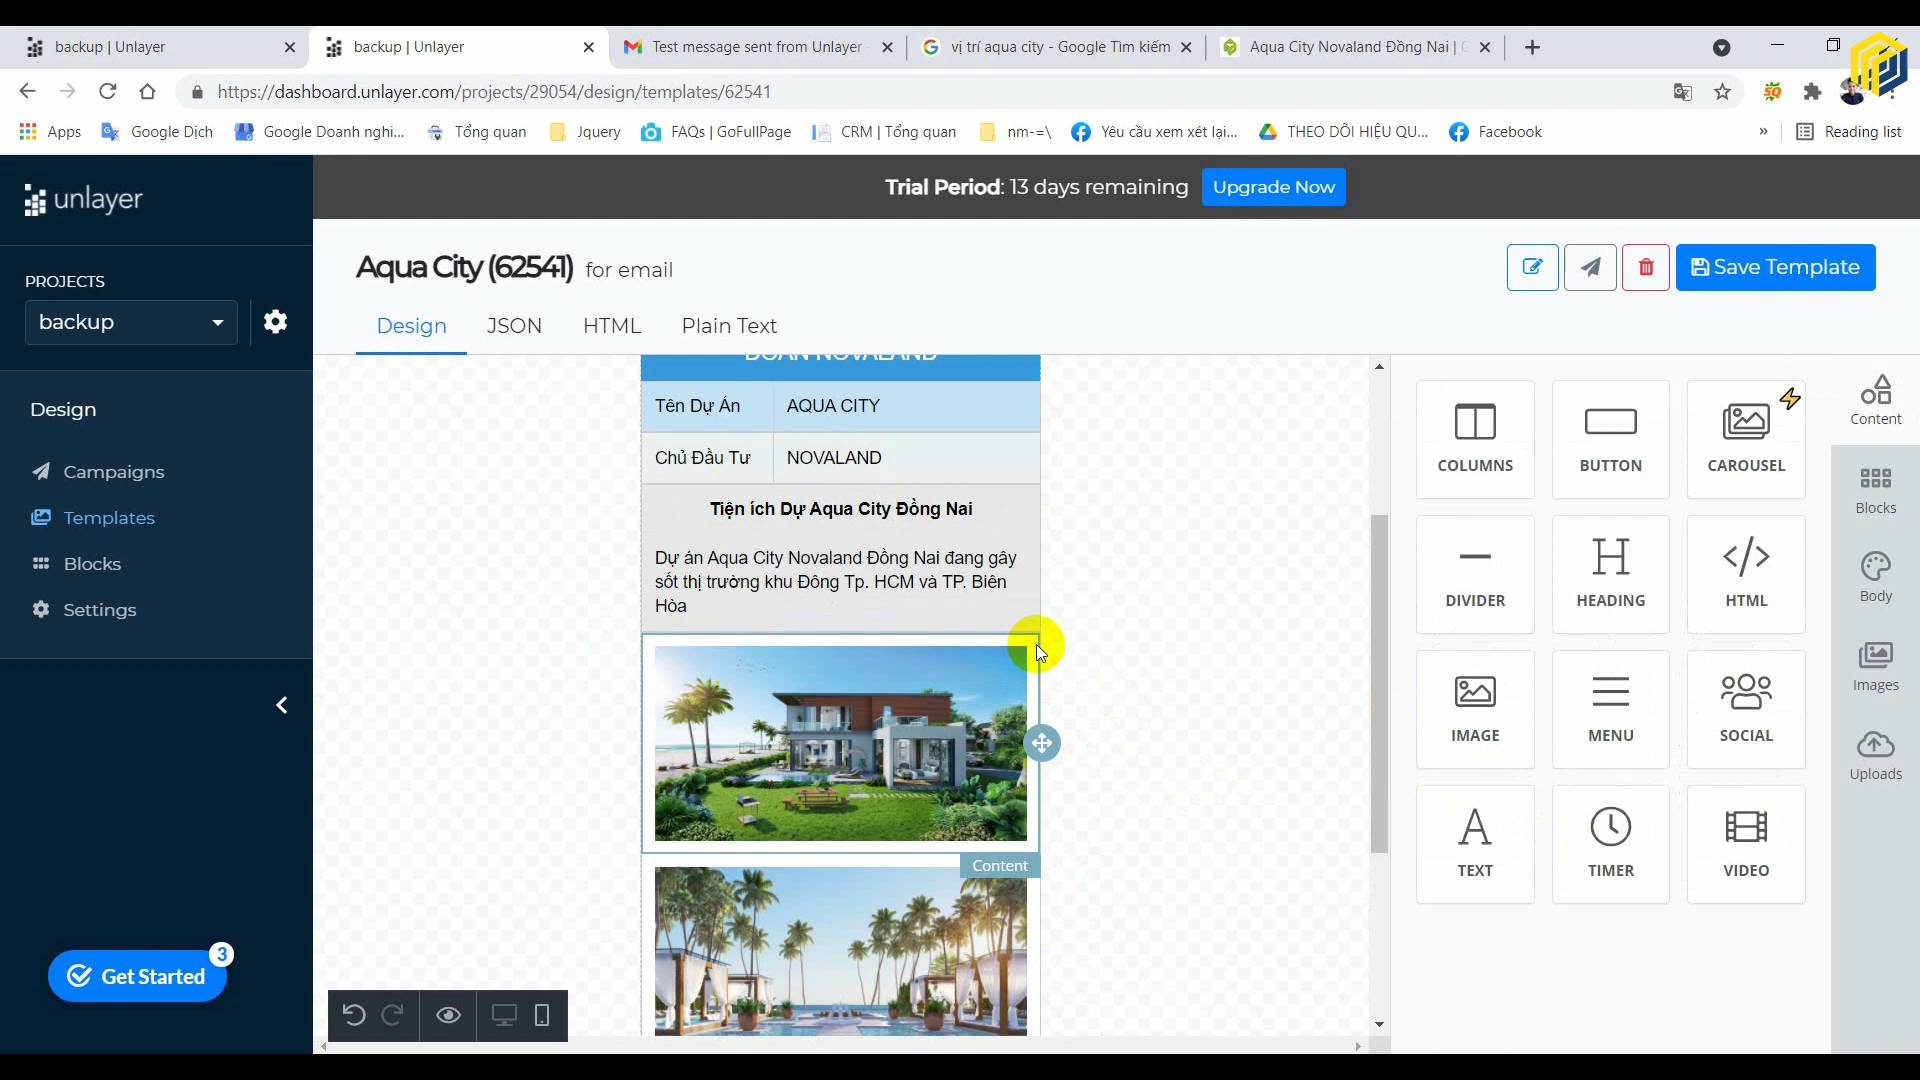 backup | Unlayer
backup | Unlayer
Test message sent from Unlayer
vị trí aqua city - Google Tìm kiếm
Aqua City Novaland Đồng Nai |
https://dashboard.unlayer.com/projects/29054/design/templates/62541
Apps
Google Dịch
Google Doanh nghi...
Tổng quan
Jquery
FAQs | GoFullPage
CRM | Tổng quan
nm-=\
Yêu cầu xem xét lại...
THEO DÕI HIỆU QU...
Facebook
»
Reading list
unlayer
Trial Period: 13 days remaining
Upgrade Now
PROJECTS
backup
Aqua City (62541) for email
Save Template
Design
JSON
HTML
Plain Text
Design
Campaigns
Templates
Blocks
Settings
Get Started
3
ĐOÀN NOVALAND
Tên Dự Án
AQUA CITY
Chủ Đầu Tư
NOVALAND
Tiện ích Dự Aqua City Đồng Nai
Dự án Aqua City Novaland Đồng Nai đang gây
sốt thị trường khu Đông Tp. HCM và TP. Biên
Hòa
Content
COLUMNS
BUTTON
CAROUSEL
DIVIDER
HEADING
HTML
IMAGE
MENU
SOCIAL
TEXT
TIMER
VIDEO
Content
Blocks
Body
Images
Uploads